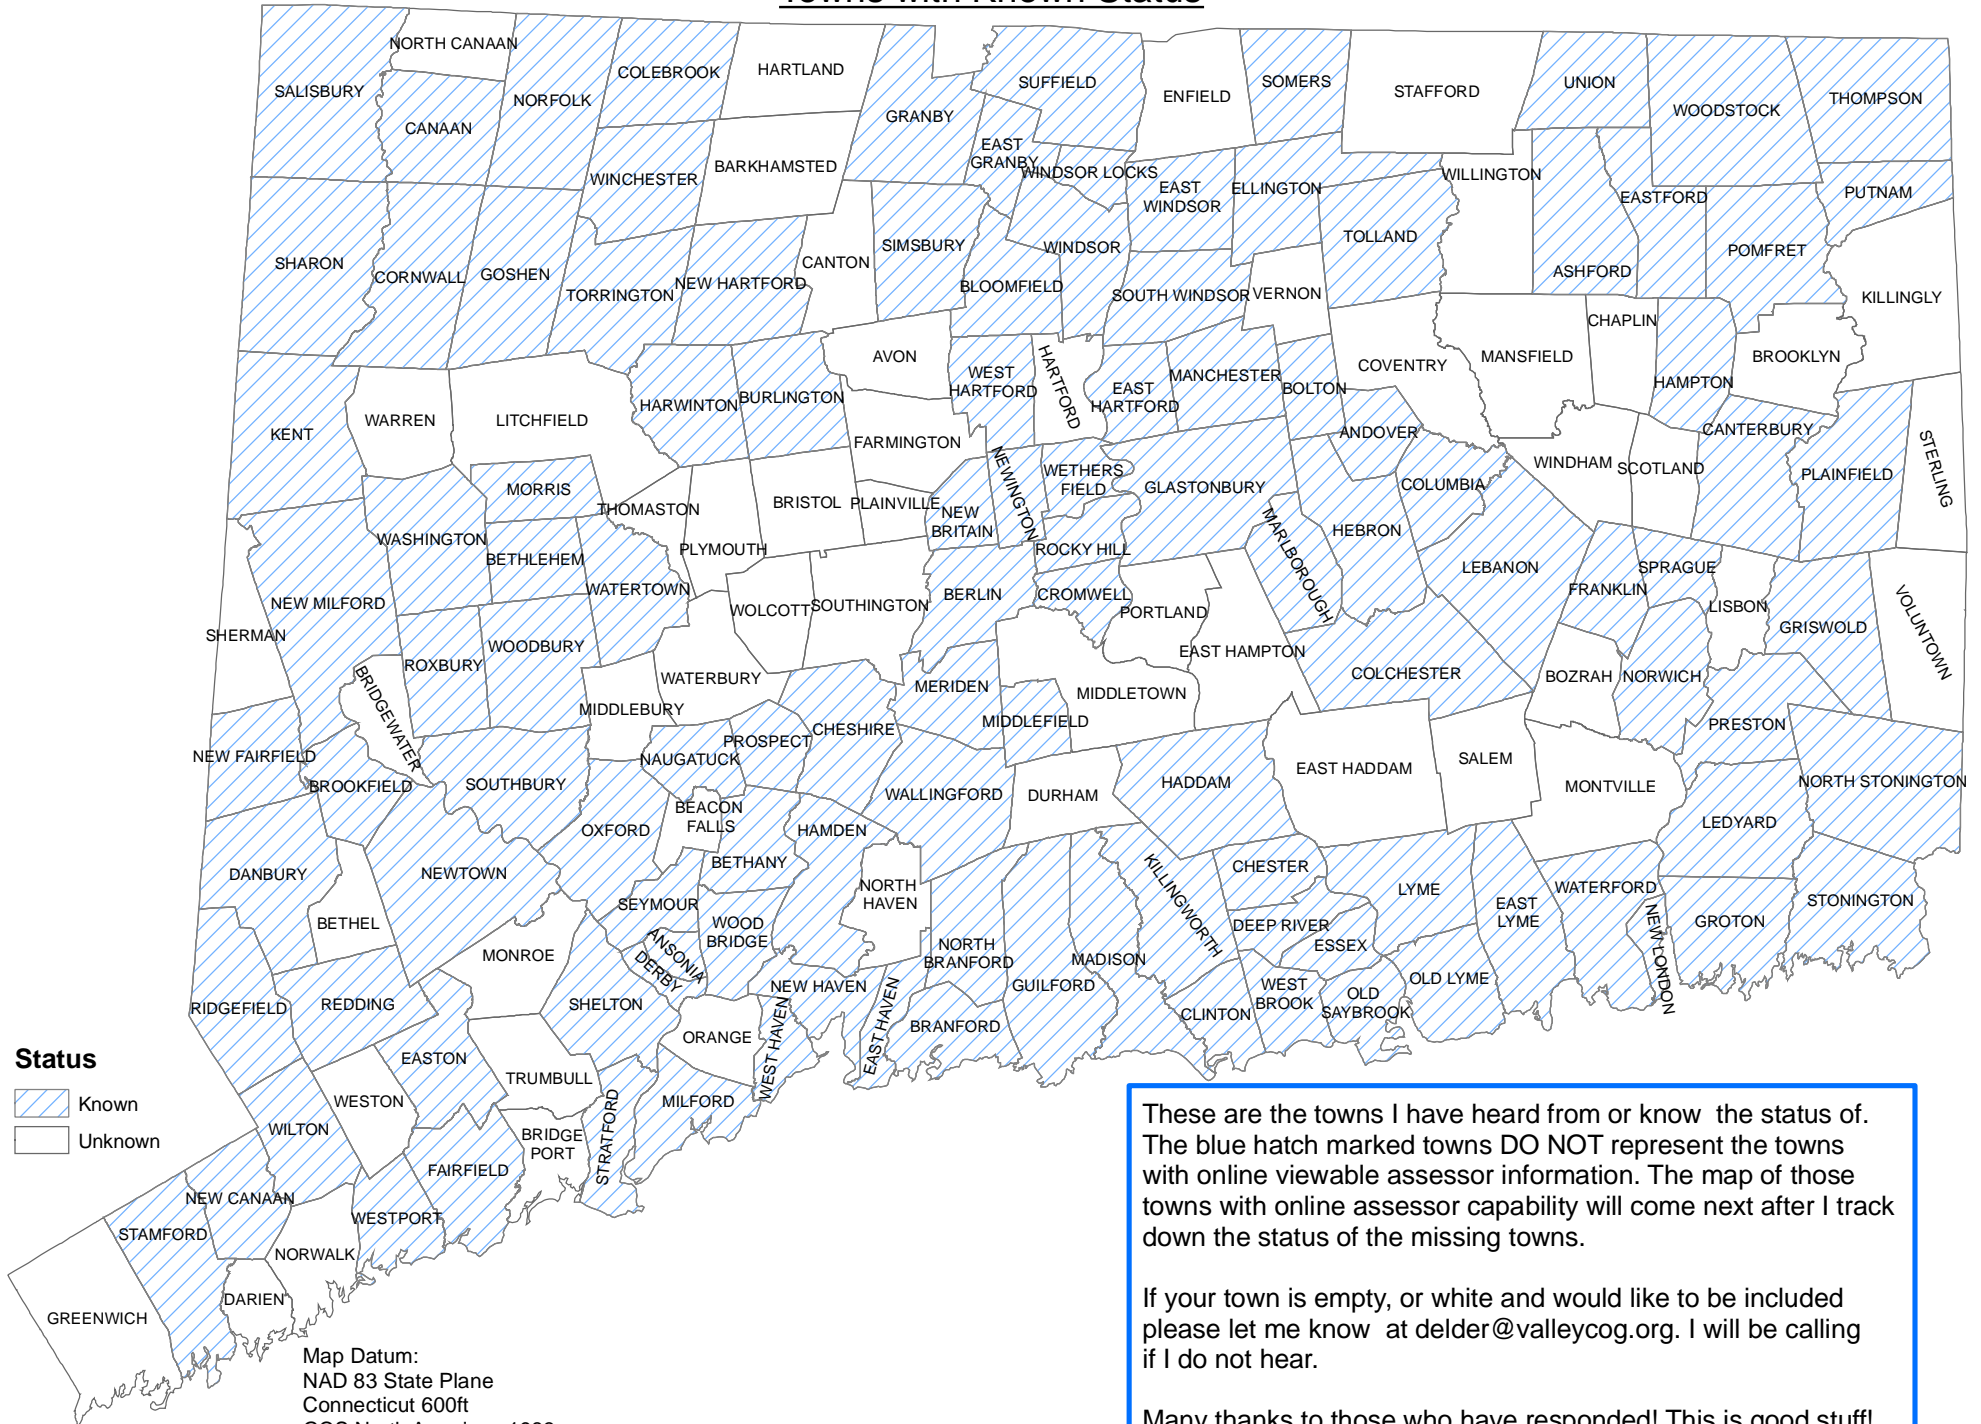 Towns with Known Status
NORTH CANAAN
SALISBURY
CANAAN
NORFOLK
COLEBROOK
HARTLAND
GRANBY
SUFFIELD
ENFIELD
SOMERS
STAFFORD
UNION
WOODSTOCK
THOMPSON
WINCHESTER
BARKHAMSTED
EAST
GRANBY
WINDSOR LOCKS
EAST
WINDSOR
ELLINGTON
WILLINGTON
EASTFORD
PUTNAM
SHARON
CORNWALL
GOSHEN
TORRINGTON
NEW HARTFORD
CANTON
SIMSBURY
BLOOMFIELD
WINDSOR
SOUTH WINDSOR
VERNON
TOLLAND
ASHFORD
POMFRET
KILLINGLY
CHAPLIN
KENT
WARREN
LITCHFIELD
HARWINTON
BURLINGTON
AVON
WEST
HARTFORD
HARTFORD
EAST
HARTFORD
MANCHESTER
BOLTON
COVENTRY
MANSFIELD
HAMPTON
BROOKLYN
FARMINGTON
ANDOVER
CANTERBURY
PLAINFIELD
STERLING
MORRIS
THOMASTON
BRISTOL
PLAINVILLE
NEW
BRITAIN
NEWINGTON
WETHERS
FIELD
GLASTONBURY
MARLBOROUGH
HEBRON
COLUMBIA
WINDHAM
SCOTLAND
WASHINGTON
BETHLEHEM
WATERTOWN
PLYMOUTH
ROCKY HILL
LEBANON
FRANKLIN
SPRAGUE
LISBON
GRISWOLD
VOLUNTOWN
NEW MILFORD
SHERMAN
ROXBURY
WOODBURY
WOLCOTT
SOUTHINGTON
BERLIN
CROMWELL
PORTLAND
EAST HAMPTON
COLCHESTER
BOZRAH
NORWICH
BRIDGEWATER
WATERBURY
MIDDLEBURY
MERIDEN
MIDDLEFIELD
MIDDLETOWN
PRESTON
NEW FAIRFIELD
BROOKFIELD
SOUTHBURY
NAUGATUCK
PROSPECT
CHESHIRE
WALLINGFORD
DURHAM
HADDAM
EAST HADDAM
SALEM
MONTVILLE
NORTH STONINGTON
LEDYARD
DANBURY
BETHEL
NEWTOWN
OXFORD
BEACON
FALLS
BETHANY
HAMDEN
NORTH
HAVEN
CHESTER
LYME
EAST
LYME
WATERFORD
NEW LONDON
GROTON
STONINGTON
SEYMOUR
WOOD
BRIDGE
ANSONIA
DERBY
MONROE
NORTH
BRANFORD
MADISON
KILLINGWORTH
DEEP RIVER
ESSEX
RIDGEFIELD
REDDING
SHELTON
NEW HAVEN
EAST HAVEN
GUILFORD
BRANFORD
CLINTON
WEST
BROOK
OLD
SAYBROOK
OLD LYME
EASTON
ORANGE
WEST HAVEN
TRUMBULL
WESTON
MILFORD
WILTON
BRIDGE
PORT
STRATFORD
FAIRFIELD
NEW CANAAN
WESTPORT
STAMFORD
NORWALK
DARIEN
GREENWICH
Status
Known
Unknown
These are the towns I have heard from or know the status of.
The blue hatch marked towns DO NOT represent the towns
with online viewable assessor information. The map of those
towns with online assessor capability will come next after I track
down the status of the missing towns.
If your town is empty, or white and would like to be included
please let me know at delder@valleycog.org. I will be calling
if I do not hear.
Many thanks to those who have responded! This is good stuff!
Map Datum:
NAD 83 State Plane
Connecticut 600ft